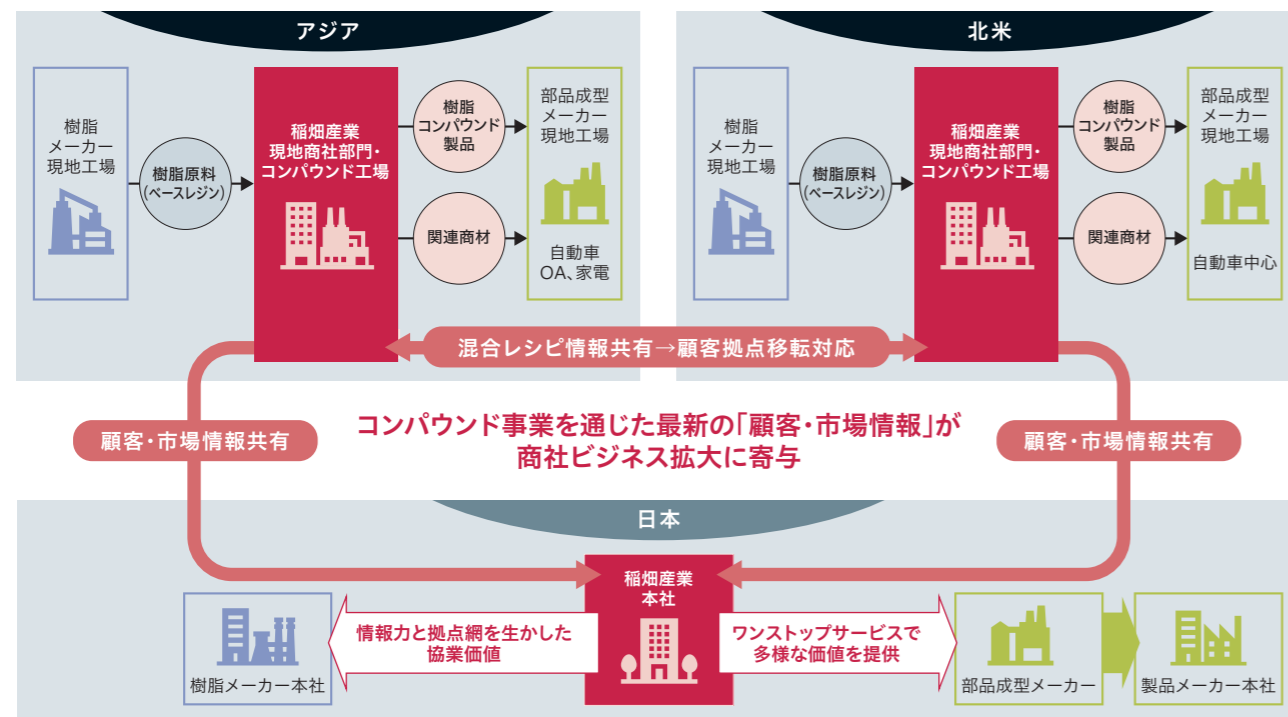 アジア
樹脂
メーカー
現地工場
樹脂原料
(ベースレジン)
稲畑産業
現地商社部門・
コンパウンド工場
樹脂
コンパウンド
製品
関連商材
部品成型
メーカー
現地工場
自動車
OA、家電
北米
樹脂
メーカー
現地工場
樹脂原料
(ベースレジン)
稲畑産業
現地商社部門・
コンパウンド工場
樹脂
コンパウンド
製品
関連商材
部品成型
メーカー
現地工場
自動車中心
混合レシピ情報共有→顧客拠点移転対応
顧客・市場情報共有
コンパウンド事業を通じた最新の「顧客・市場情報」が
商社ビジネス拡大に寄与
顧客・市場情報共有
日本
稲畑産業
本社
情報力と拠点網を生かした
協業価値
ワンストップサービスで
多様な価値を提供
樹脂メーカー本社
部品成型メーカー
製品メーカー本社